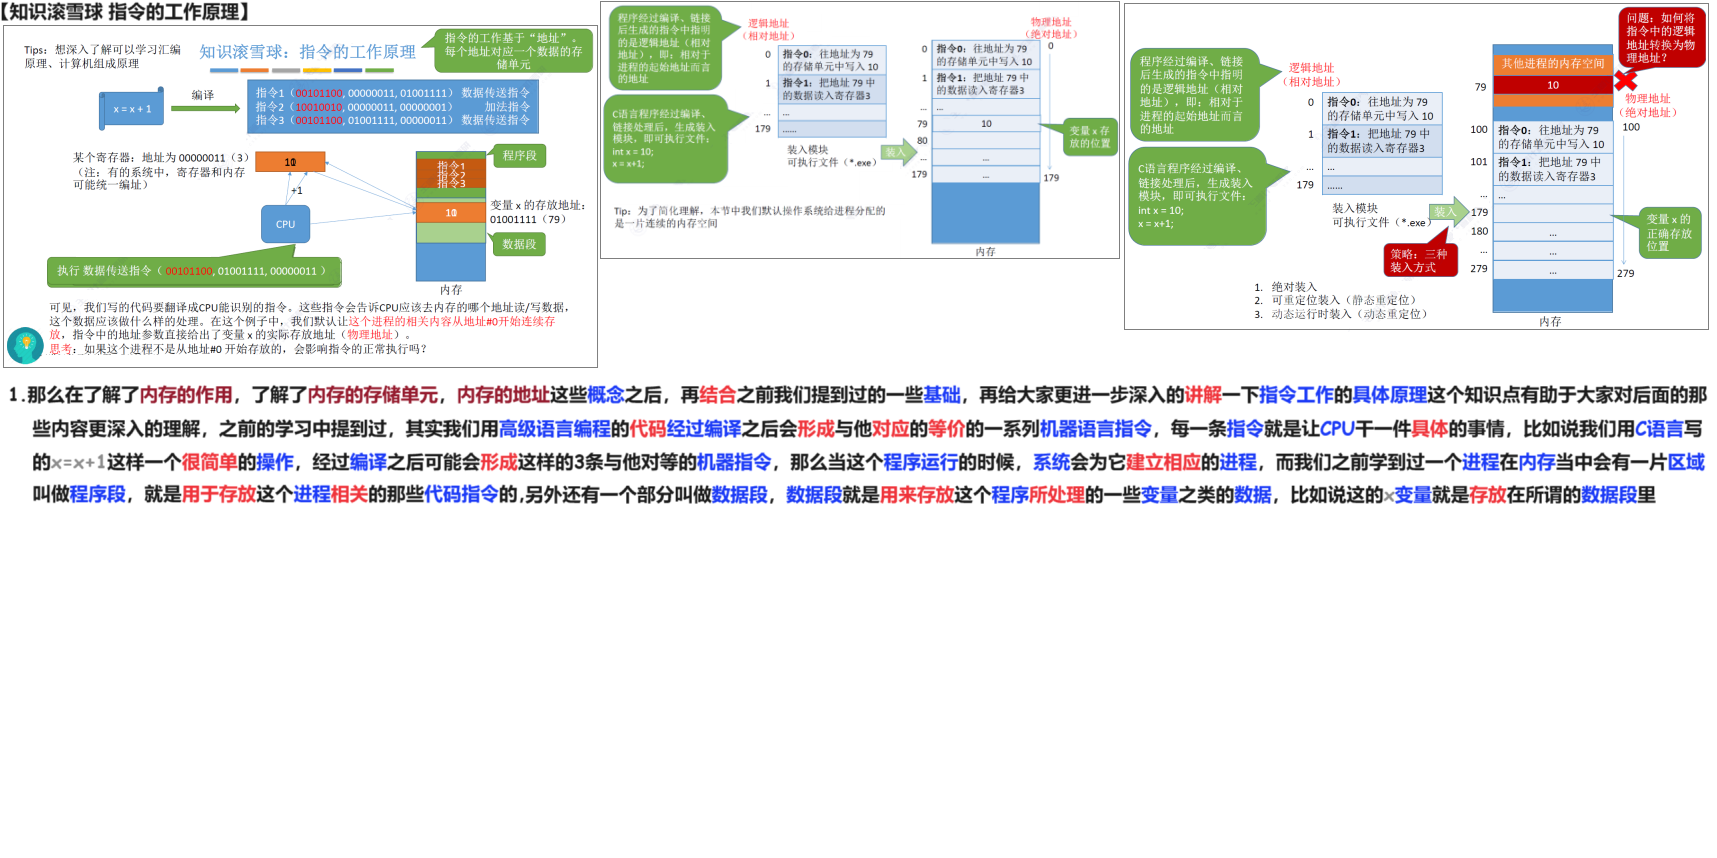 【知识滚雪球 指令的工作原理】
Tips：想深入了解可以学习汇编
原理、计算机组成原理
知识滚雪球：指令的工作原理
指令的工作基于“地址”。
每个地址对应一个数据的存
储单元
x = x + 1
编译
指令1（00101100, 00000011, 01001111） 数据传送指令
指令2（10010010, 00000011, 00000001） 加法指令
指令3（00101100, 01001111, 00000011） 数据传送指令
某个寄存器：地址为 00000011（3）
（注：有的系统中，寄存器和内存
可能统一编址）
+1
CPU
程序段
指令1
指令2
指令3
变量 x 的存放地址：
01001111（79）
数据段
执行 数据传送指令（ 00101100, 01001111, 00000011 ）
内存
可见，我们写的代码要翻译成CPU能识别的指令。这些指令会告诉CPU应该去内存的哪个地址读/写数据，
这个数据应该做什么样的处理。在这个例子中，我们默认让这个进程的相关内容从地址#0开始连续存
放，指令中的地址参数直接给出了变量 x 的实际存放地址（物理地址）。
思考：如果这个进程不是从地址#0 开始存放的，会影响指令的正常执行吗？
程序经过编译、链接
后生成的指令中指明
的是逻辑地址（相对
地址），即：相对于
进程的起始地址而言
的地址
逻辑地址
（相对地址）
0
指令0：往地址为 79
的存储单元中写入 10
1
指令1：把地址 79 中
的数据读入寄存器3
... ...
179 ......
C语言程序经过编译、
链接处理后，生成装入
模块，即可执行文件：
int x = 10;
x = x+1;
装入模块
可执行文件（*.exe）
装入
物理地址
（绝对地址）
0
0
指令0：往地址为 79
的存储单元中写入 10
1
指令1：把地址 79 中
的数据读入寄存器3
... ...
79 10
80
... ...
179 ...
179
变量 x 存
放的位置
内存
Tip：为了简化理解，本节中我们默认操作系统给进程分配的
是一片连续的内存空间
程序经过编译、链接
后生成的指令中指明
的是逻辑地址（相对
地址），即：相对于
进程的起始地址而言
的地址
逻辑地址
（相对地址）
0
指令0：往地址为 79
的存储单元中写入 10
1
指令1：把地址 79 中
的数据读入寄存器3
... ...
179 ......
C语言程序经过编译、
链接处理后，生成装入
模块，即可执行文件：
int x = 10;
x = x+1;
装入模块
可执行文件（*.exe）
装入
策略：三种
装入方式
1. 绝对装入
2. 可重定位装入（静态重定位）
3. 动态运行时装入（动态重定位）
问题：如何将
指令中的逻辑
地址转换为物
理地址？
其他进程的内存空间
79 10
物理地址
（绝对地址）
100
100
指令0：往地址为 79
的存储单元中写入 10
101
指令1：把地址 79 中
的数据读入寄存器3
... ...
179
180 ...
...
279 ...
279
变量 x 的
正确存放
位置
内存
1.那么在了解了内存的作用，了解了内存的存储单元，内存的地址这些概念之后，再结合之前我们提到过的一些基础，再给大家更进一步深入的讲解一下指令工作的具体原理这个知识点有助于大家对后面的那
些内容更深入的理解，之前的学习中提到过，其实我们用高级语言编程的代码经过编译之后会形成与他对应的等价的一系列机器语言指令，每一条指令就是让CPU干一件具体的事情，比如说我们用C语言写
的x=x+1这样一个很简单的操作，经过编译之后可能会形成这样的3条与他对等的机器指令，那么当这个程序运行的时候，系统会为它建立相应的进程，而我们之前学到过一个进程在内存当中会有一片区域
叫做程序段，就是用于存放这个进程相关的那些代码指令的,另外还有一个部分叫做数据段，数据段就是用来存放这个程序所处理的一些变量之类的数据，比如说这的x变量就是存放在所谓的数据段里